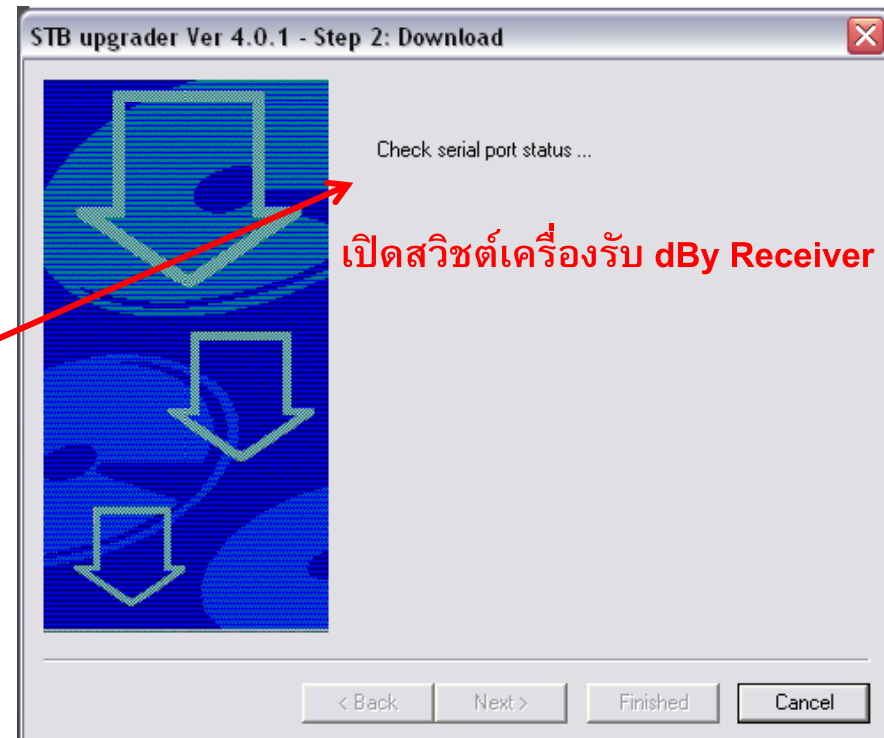 STB upgrader Ver 4.0.1 - Step 2: Download
Check serial port status ...
เปิดสวิชต์เครื่องรับ dBy Receiver
< Back Next > Finished Cancel